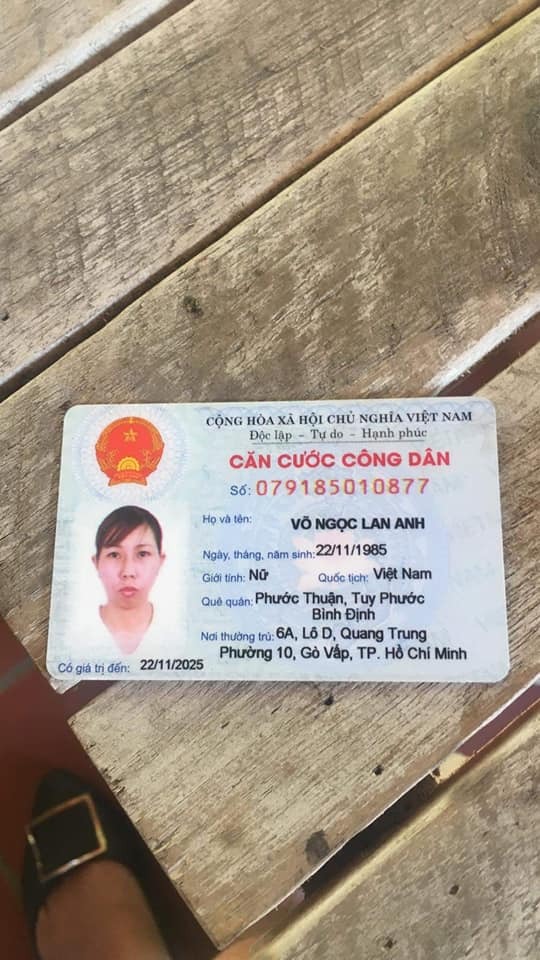 CỘNG HÒA XÃ HỘI CHỦ NGHĨA VIỆT NAM
Độc lập - Tự do - Hạnh phúc
CĂN CƯỚC CÔNG DÂN
Số: 079185010877
Họ và tên: VÕ NGỌC LAN ANH
Ngày, tháng, năm sinh: 22/11/1985
Giới tính: Nữ Quốc tịch: Việt Nam
Quê quán: Phước Thuận, Tuy Phước
Bình Định
Nơi thường trú: 6A, Lô D, Quang Trung
Phường 10, Gò Vấp, TP. Hồ Chí Minh
Có giá trị đến: 22/11/2025